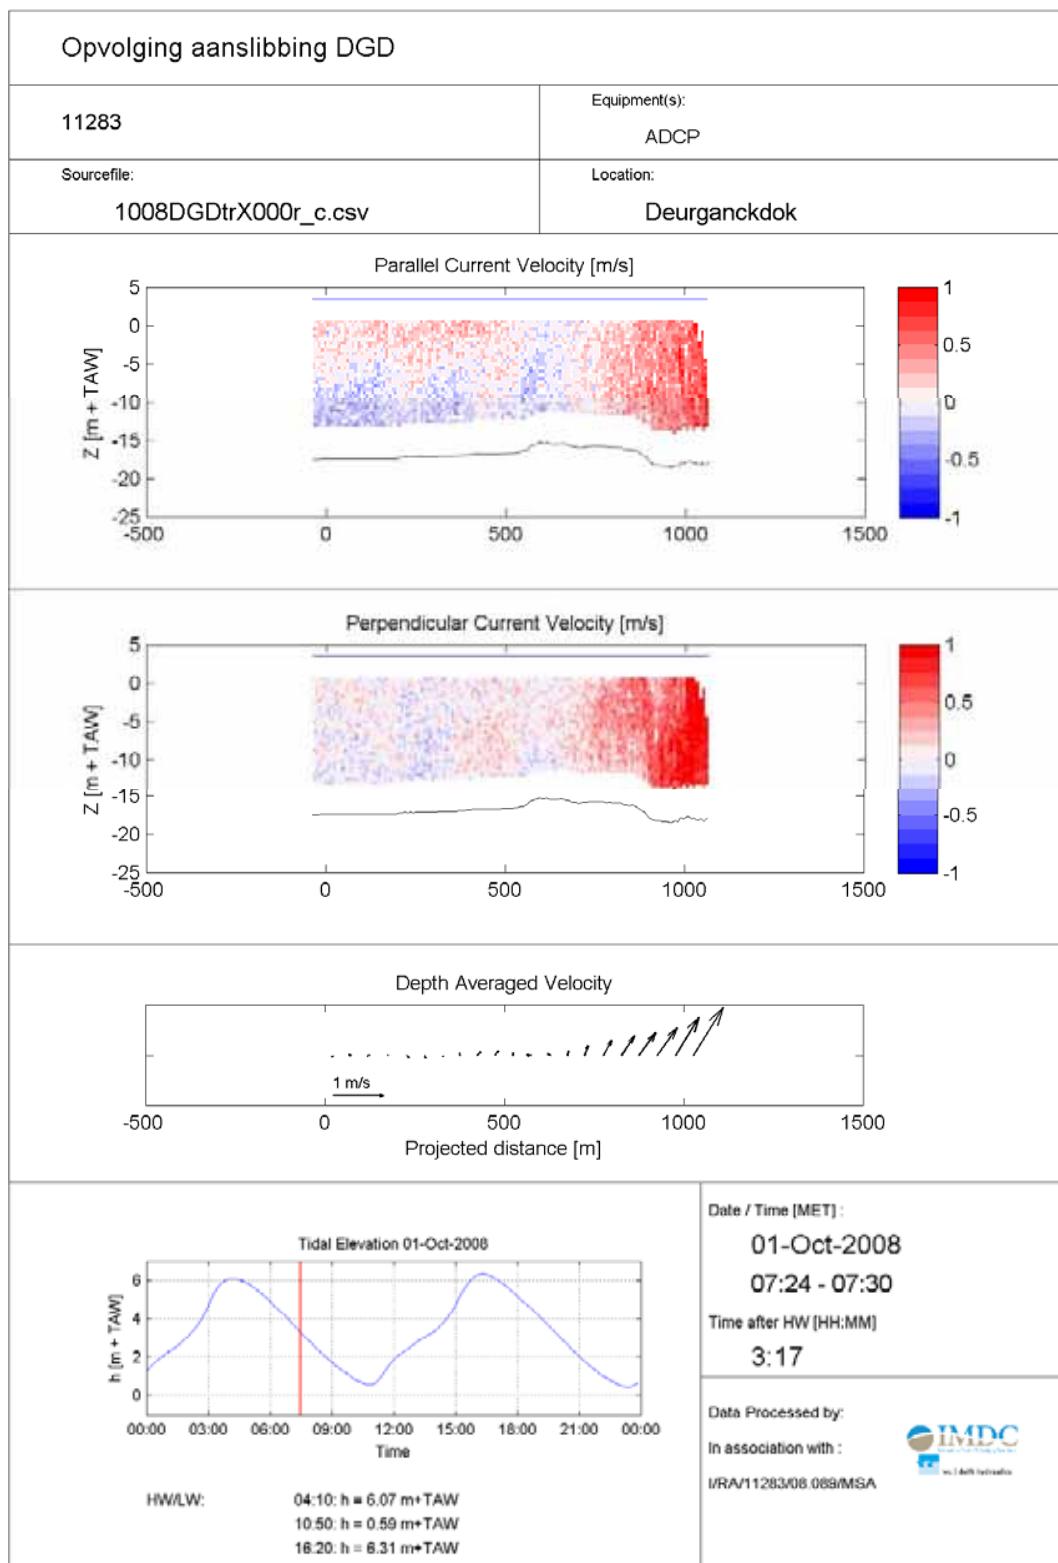 Opvolging aanslibbing DGD
11283
Equipment(s):
ADCP
Sourcefile:
1008DGDtrX000r_c.csv
Location:
Deurganckdok
Parallel Current Velocity [m/s]
5
0
-5
-10
-15
-20
-25
Z [m + TAW]
-500
0
500
1000
1500
1
0.5
0
-0.5
-1
Perpendicular Current Velocity [m/s]
5
0
-5
-10
-15
-20
-25
Z [m + TAW]
-500
0
500
1000
1500
1
0.5
0
-0.5
-1
Depth Averaged Velocity
1 m/s
-500
0
500
1000
1500
Projected distance [m]
Tidal Elevation 01-Oct-2008
6
4
2
0
h [m + TAW]
00:00
03:00
06:00
09:00
12:00
15:00
18:00
21:00
00:00
Time
HW/LW:
04:10: h = 6.07 m+TAW
10:50: h = 0.59 m+TAW
16:20: h = 6.31 m+TAW
Date / Time [MET] :
01-Oct-2008
07:24 - 07:30
Time after HW [HH:MM]
3:17
Data Processed by:
IMDC
In association with :
wl | delft hydraulics
I/RA/11283/08.089/MSA